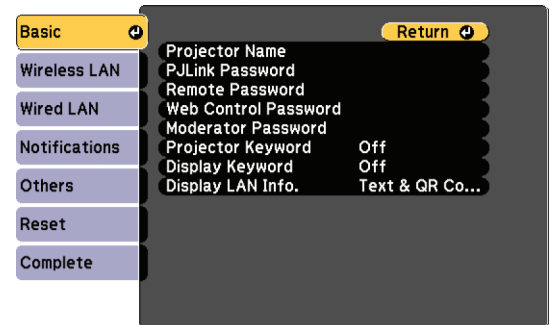 Basic
Wireless LAN
Wired LAN
Notifications
Others
Reset
Complete
Return
Projector Name
PJLink Password
Remote Password
Web Control Password
Moderator Password
Projector Keyword Off
Display Keyword Off
Display LAN Info. Text & QR Co...